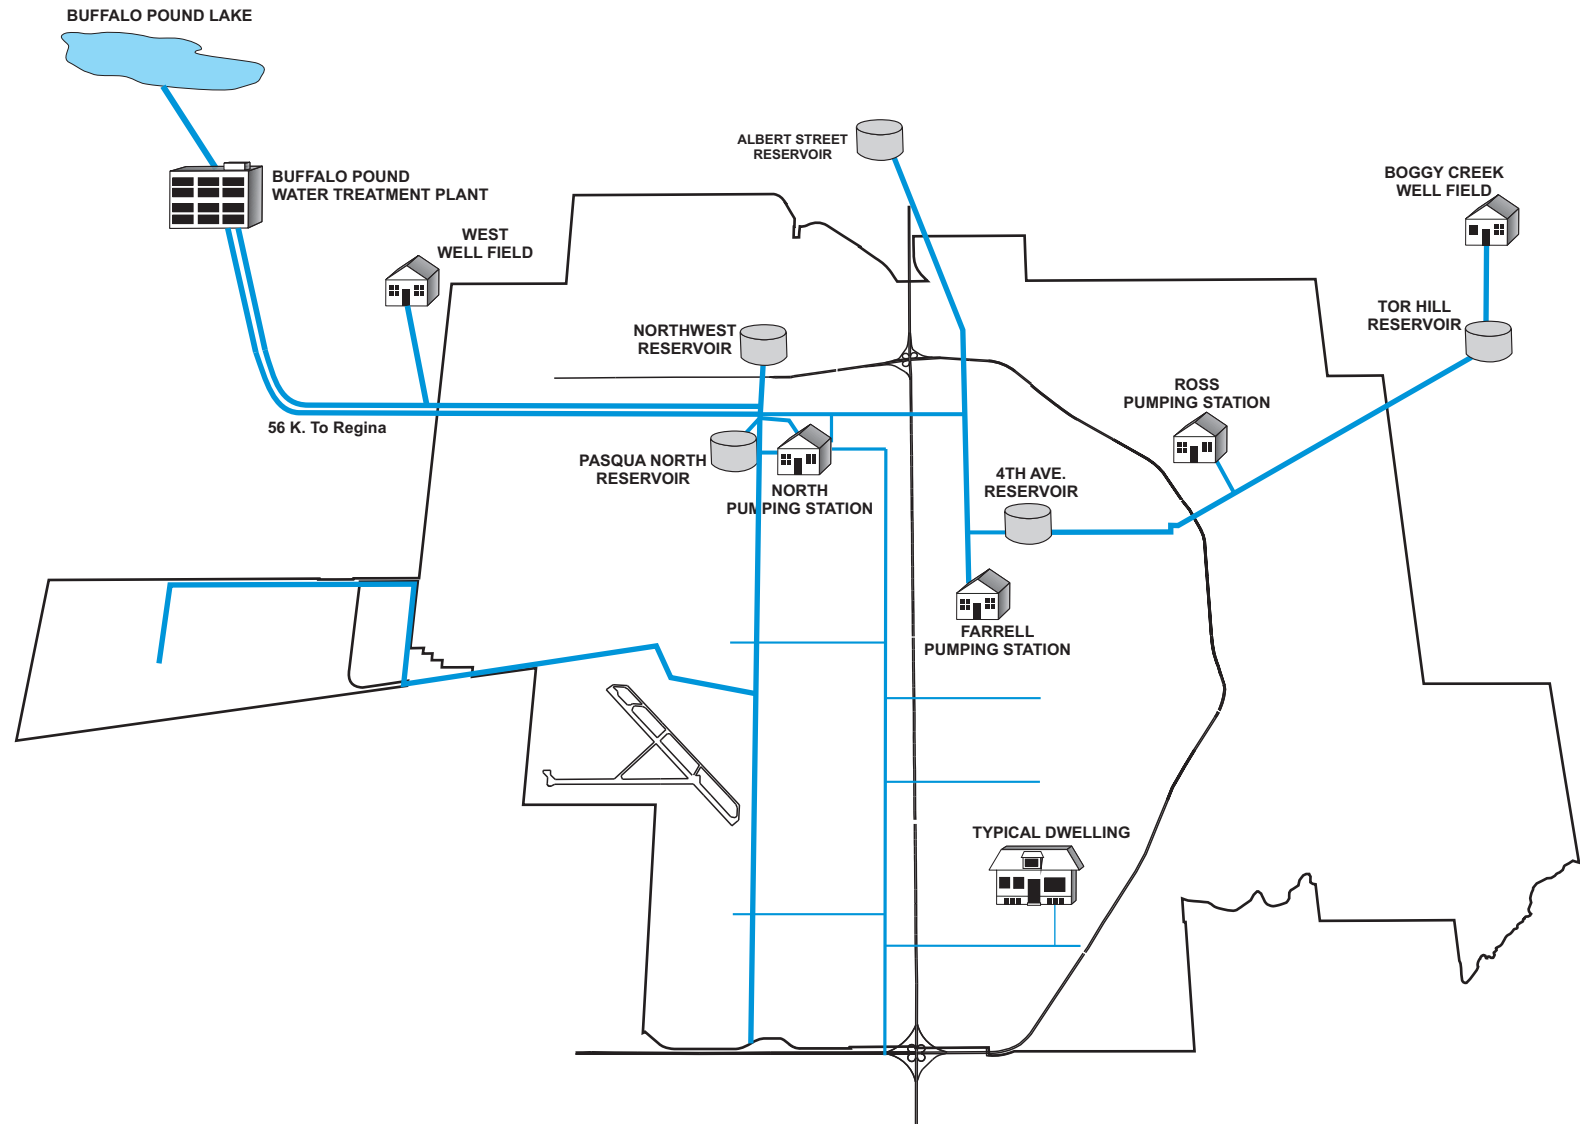 BUFFALO POUND LAKE
ALBERT STREET
RESERVOIR
BUFFALO POUND
WATER TREATMENT PLANT
BOGGY CREEK
WELL FIELD
WEST
WELL FIELD
TOR HILL
RESERVOIR
NORTHWEST
RESERVOIR
ROSS
PUMPING STATION
56 K. To Regina
PASQUA NORTH
RESERVOIR
4TH AVE.
RESERVOIR
NORTH
PUMPING STATION
FARRELL
PUMPING STATION
TYPICAL DWELLING